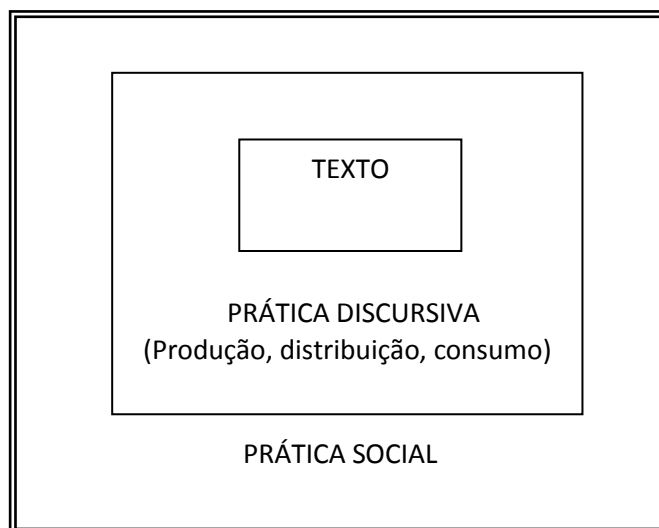 TEXTO
PRÁTICA DISCURSIVA
(Produção, distribuição, consumo)
PRÁTICA SOCIAL